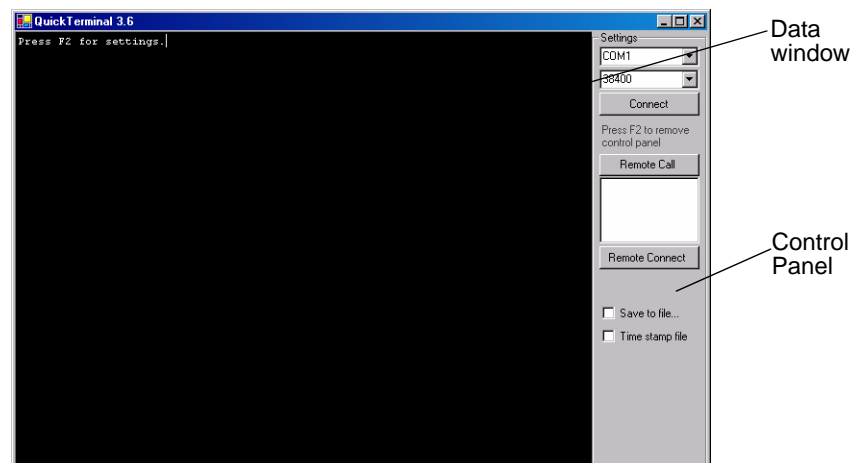 QuickTerminal 3.6
Press F2 for settings.
Settings
COM1
38400
Connect
Press F2 to remove
control panel
Remote Call
Remote Connect
Save to file...
Time stamp file
Data
window
Control
Panel